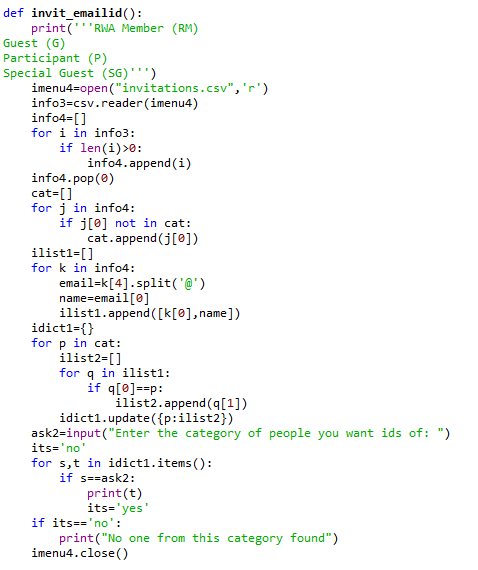 def invit_emailid():
    print('''RWA Member (RM)
Guest (G)
Participant (P)
Special Guest (SG)''')
    imenu4=open("invitations.csv",'r')
    info3=csv.reader(imenu4)
    info4=[]
    for i in info3:
        if len(i)>0:
            info4.append(i)
    info4.pop(0)
    cat=[]
    for j in info4:
        if j[0] not in cat:
            cat.append(j[0])
    ilist1=[]
    for k in info4:
        email=k[4].split('@')
        name=email[0]
        ilist1.append([k[0],name])
    idict1={}
    for p in cat:
        ilist2=[]
        for q in ilist1:
            if q[0]==p:
                ilist2.append(q[1])
        idict1.update({p:ilist2})
    ask2=input("Enter the category of people you want ids of: ")
    its='no'
    for s,t in idict1.items():
        if s==ask2:
            print(t)
            its='yes'
    if its=='no':
        print("No one from this category found")
    imenu4.close()